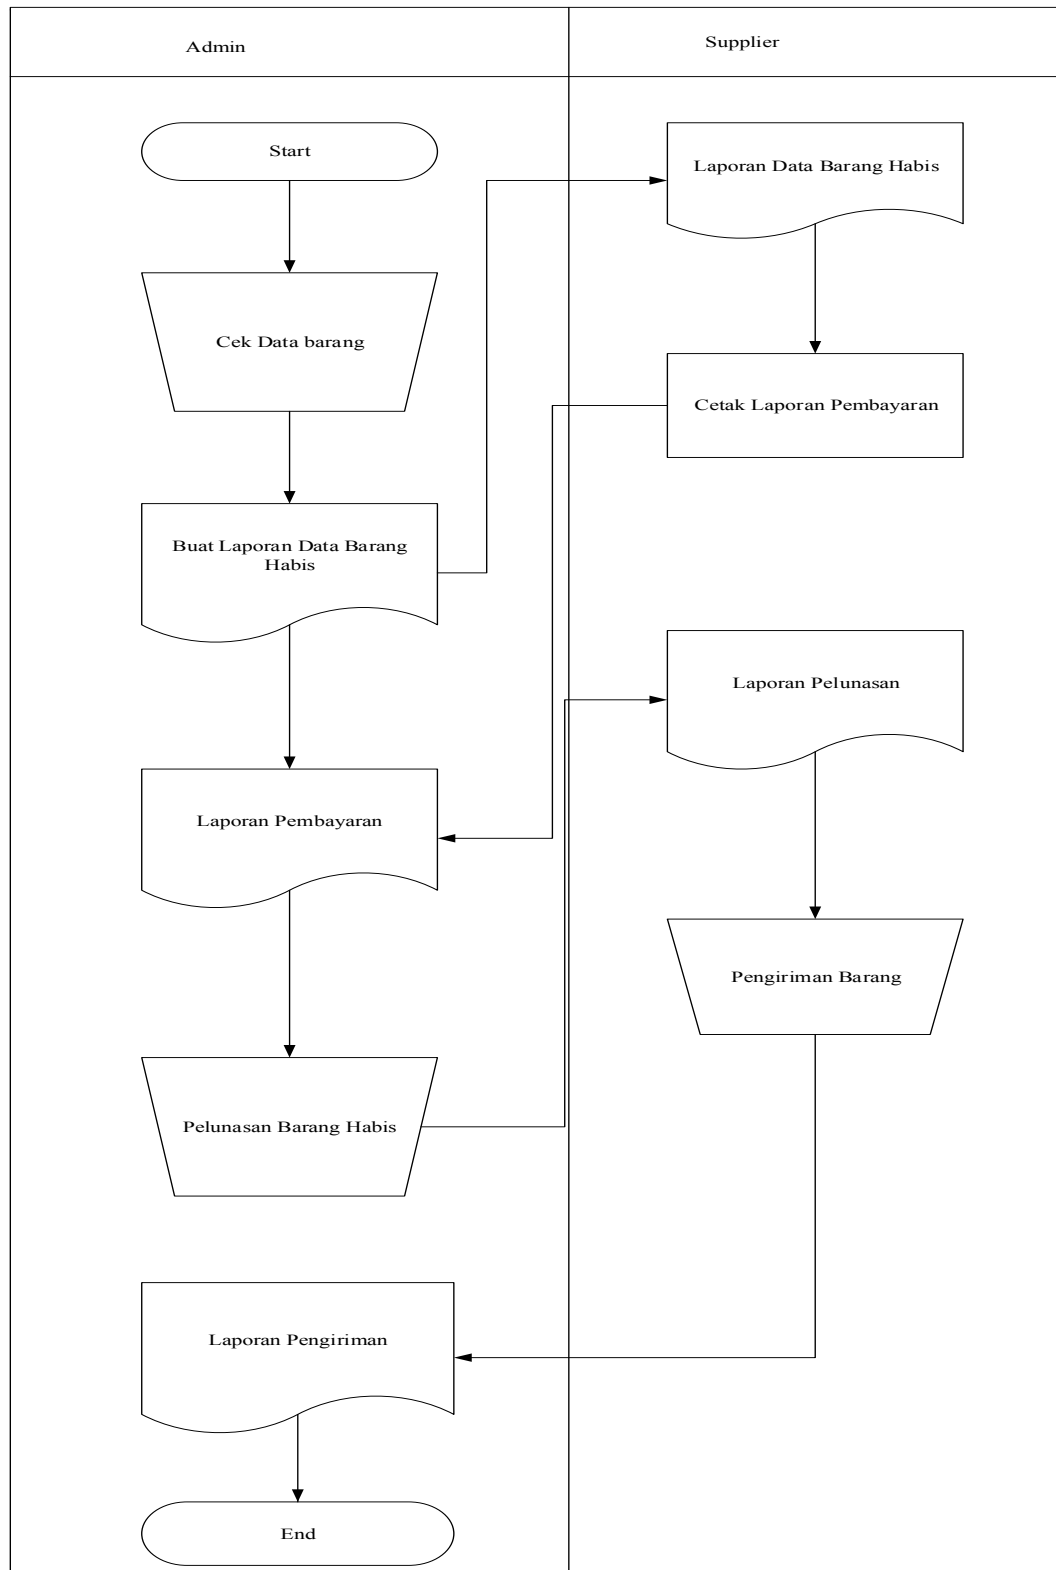 Admin
Supplier
Start
Laporan Data Barang Habis
Cek Data barang
Cetak Laporan Pembayaran
Buat Laporan Data Barang
Habis
Laporan Pelunasan
Laporan Pembayaran
Pengiriman Barang
Pelunasan Barang Habis
Laporan Pengiriman
End